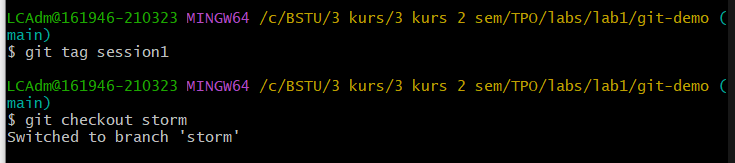 LCAdm@161946-210323 MINGW64 /c/BSTU/3 kurs/3 kurs 2 sem/TPO/labs/lab1/git-demo (
main)
$ git tag session1
LCAdm@161946-210323 MINGW64 /c/BSTU/3 kurs/3 kurs 2 sem/TPO/labs/lab1/git-demo (
main)
$ git checkout storm
Switched to branch 'storm'